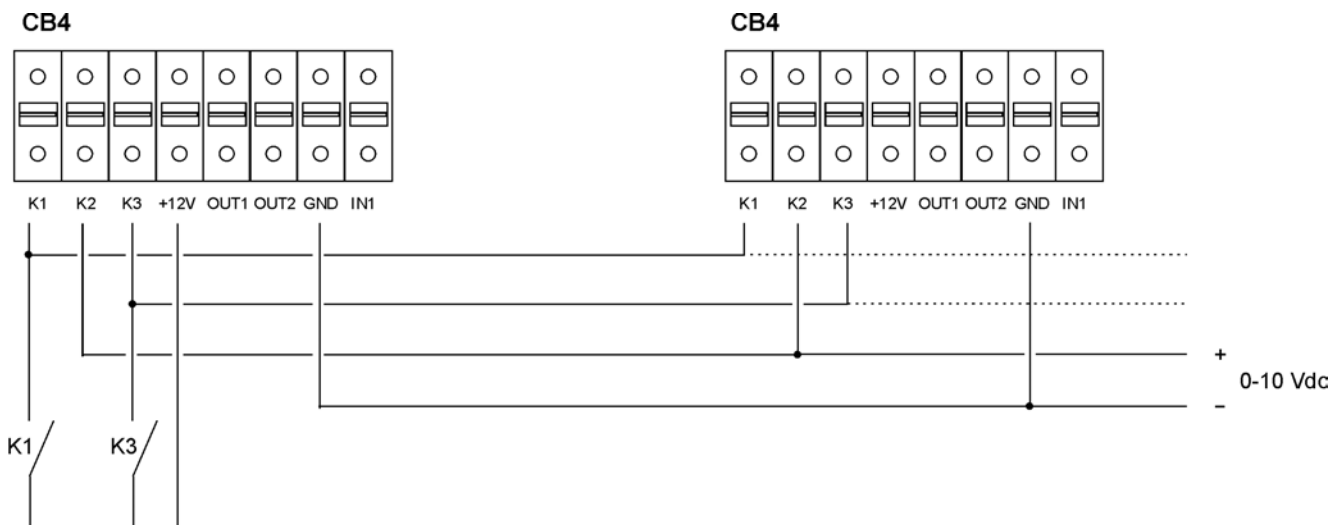 CB4 CB4
K1 K2 K3 +12V OUT1 OUT2 GND IN1 K1 K2 K3 +12V OUT1 OUT2 GND IN1
+
0-10 Vdc
–
K1 K3